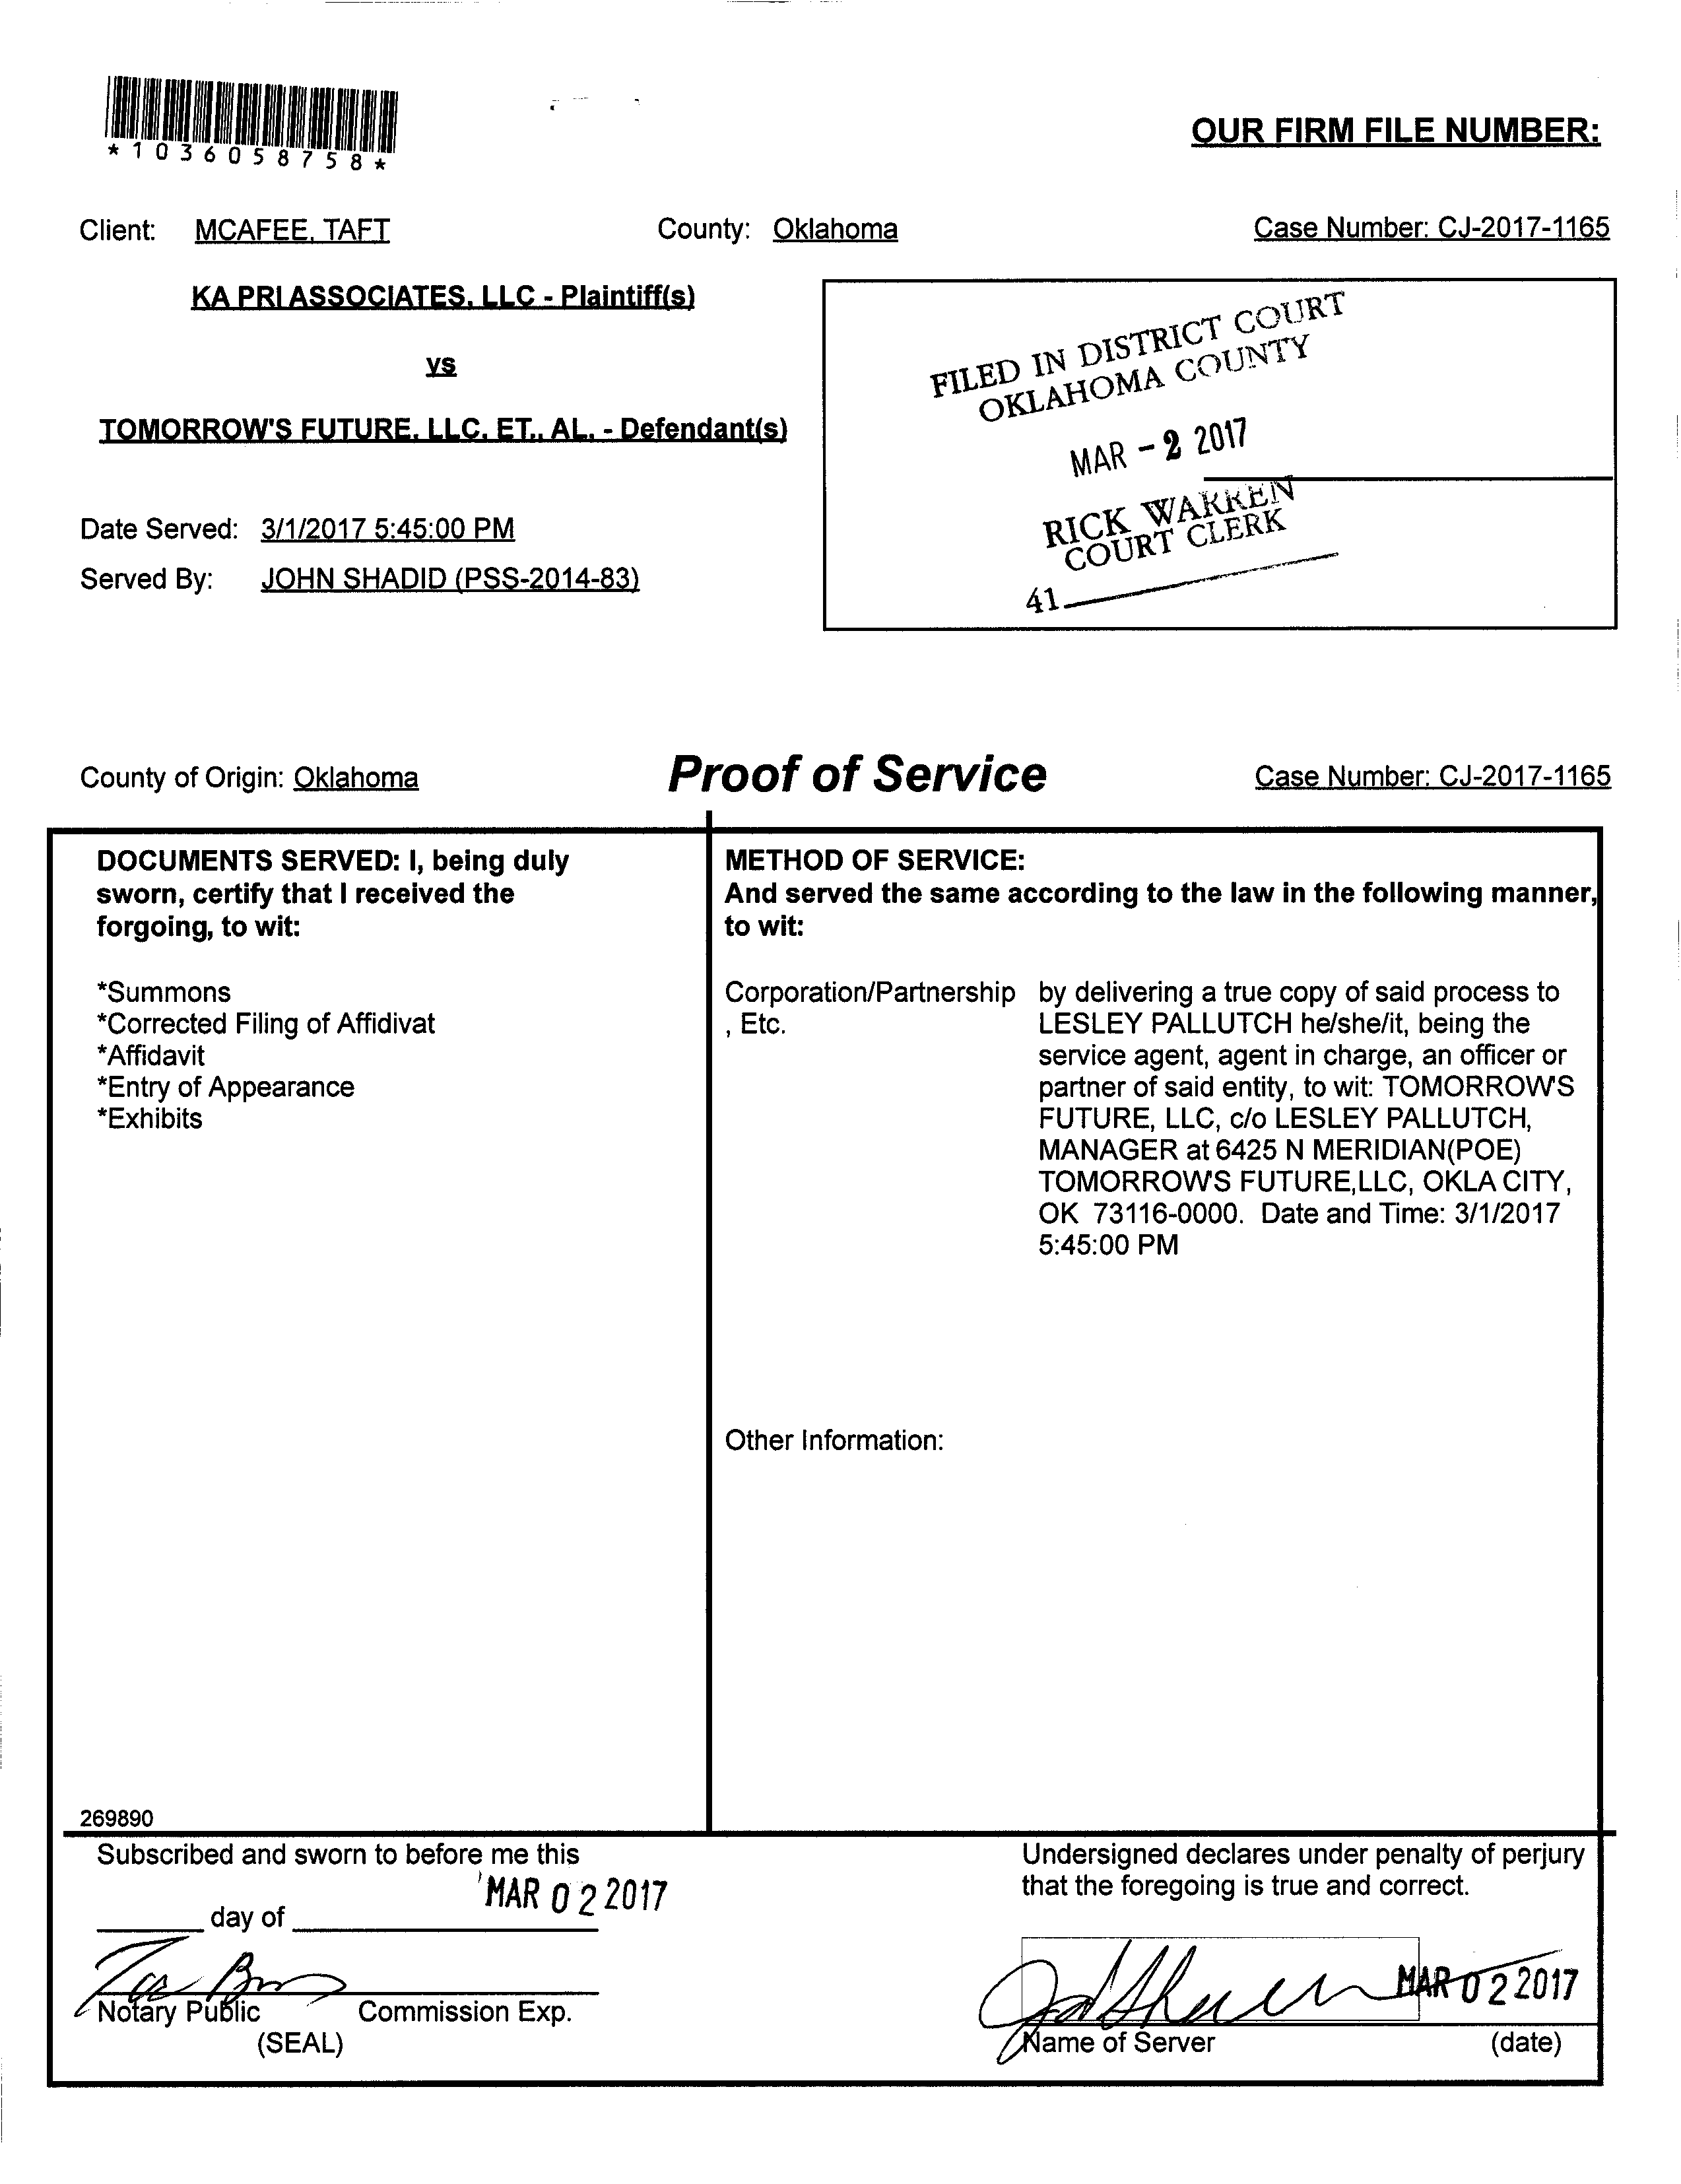 *1036058758*
OUR FIRM FILE NUMBER:
Client: MCAFEE, TAFT County: Oklahoma Case Number: CJ-2017-1165
KA PRI ASSOCIATES, LLC - Plaintiff(s)
vs
TOMORROW'S FUTURE, LLC, ET., AL. - Defendant(s)
FILED IN DISTRICT COURT
OKLAHOMA COUNTY
MAR - 2 2017
RICK WARREN
COURT CLERK
41
Date Served: 3/1/2017 5:45:00 PM
Served By: JOHN SHADID (PSS-2014-83)
County of Origin: Oklahoma Proof of Service Case Number: CJ-2017-1165
DOCUMENTS SERVED: I, being duly
sworn, certify that I received the
forgoing, to wit:
*Summons
*Corrected Filing of Affidivat
*Affidavit
*Entry of Appearance
*Exhibits
METHOD OF SERVICE:
And served the same according to the law in the following manner,
to wit:
Corporation/Partnership
, Etc.
by delivering a true copy of said process to
LESLEY PALLUTCH he/she/it, being the
service agent, agent in charge, an officer or
partner of said entity, to wit: TOMORROW'S
FUTURE, LLC, c/o LESLEY PALLUTCH,
MANAGER at 6425 N MERIDIAN(POE)
TOMORROW'S FUTURE,LLC, OKLA CITY,
OK 73116-0000. Date and Time: 3/1/2017
5:45:00 PM
Other Information:
269890
Subscribed and sworn to before me this
MAR 02 2017
day of
Notary Public Commission Exp.
(SEAL)
Undersigned declares under penalty of perjury
that the foregoing is true and correct.
MAR 02 2017
Name of Server (date)